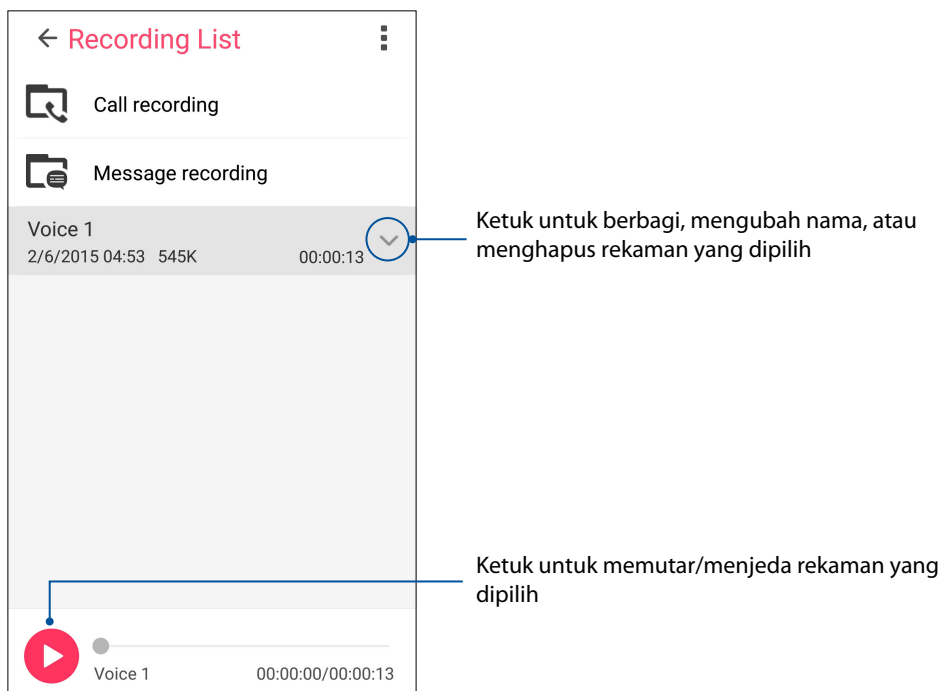 Recording List
Call recording
Message recording
Voice 1
2/6/2015 04:53 545K 00:00:13
Ketuk untuk berbagi, mengubah nama, atau
menghapus rekaman yang dipilih
Ketuk untuk memutar/menjeda rekaman yang
dipilih
Voice 1 00:00:00/00:00:13